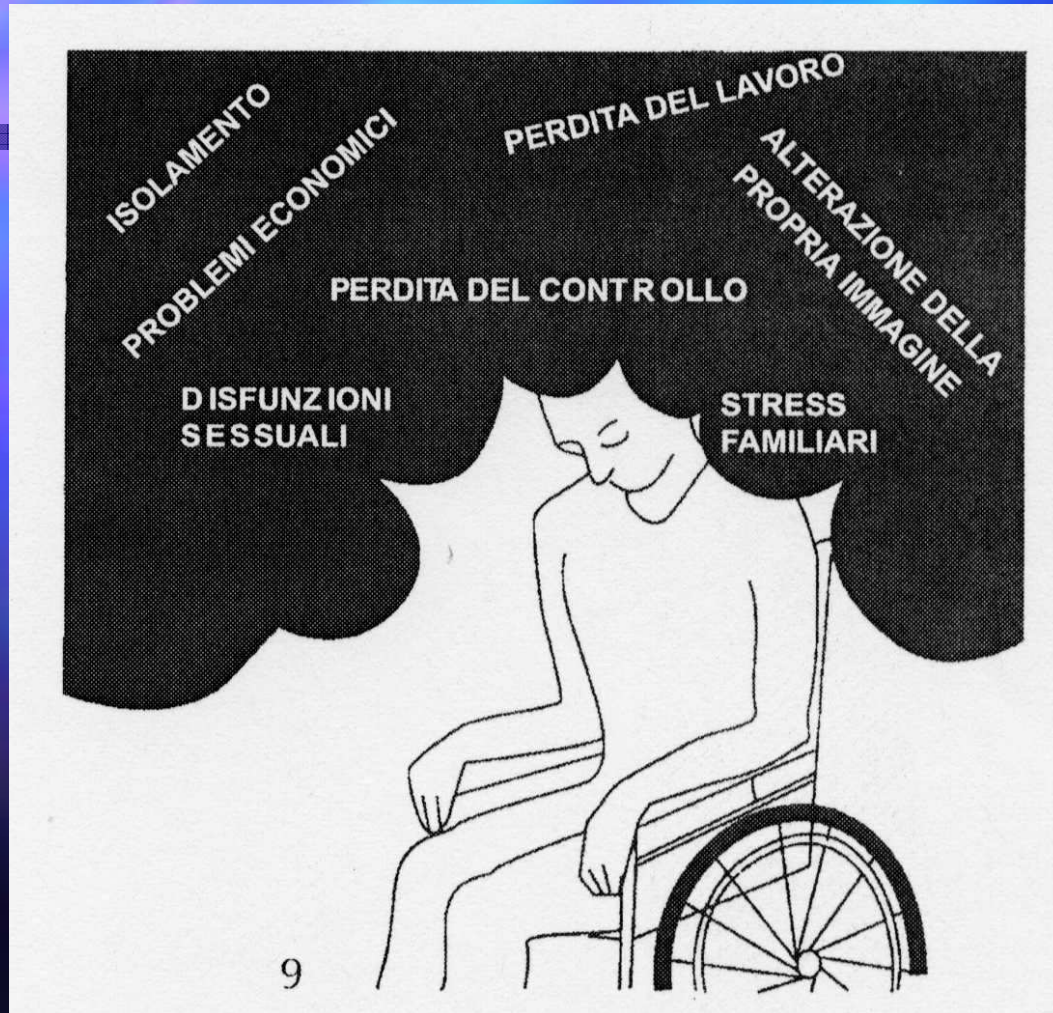 ISOLAMENTO
PROBLEMI ECONOMICI
PERDITA DEL LAVORO
ALTERAZIONE DELLA
PROPRIA IMMAGINE
PERDITA DEL CONTROLLO
DISFUNZIONI
SESSUALI
STRESS
FAMILIARI
9